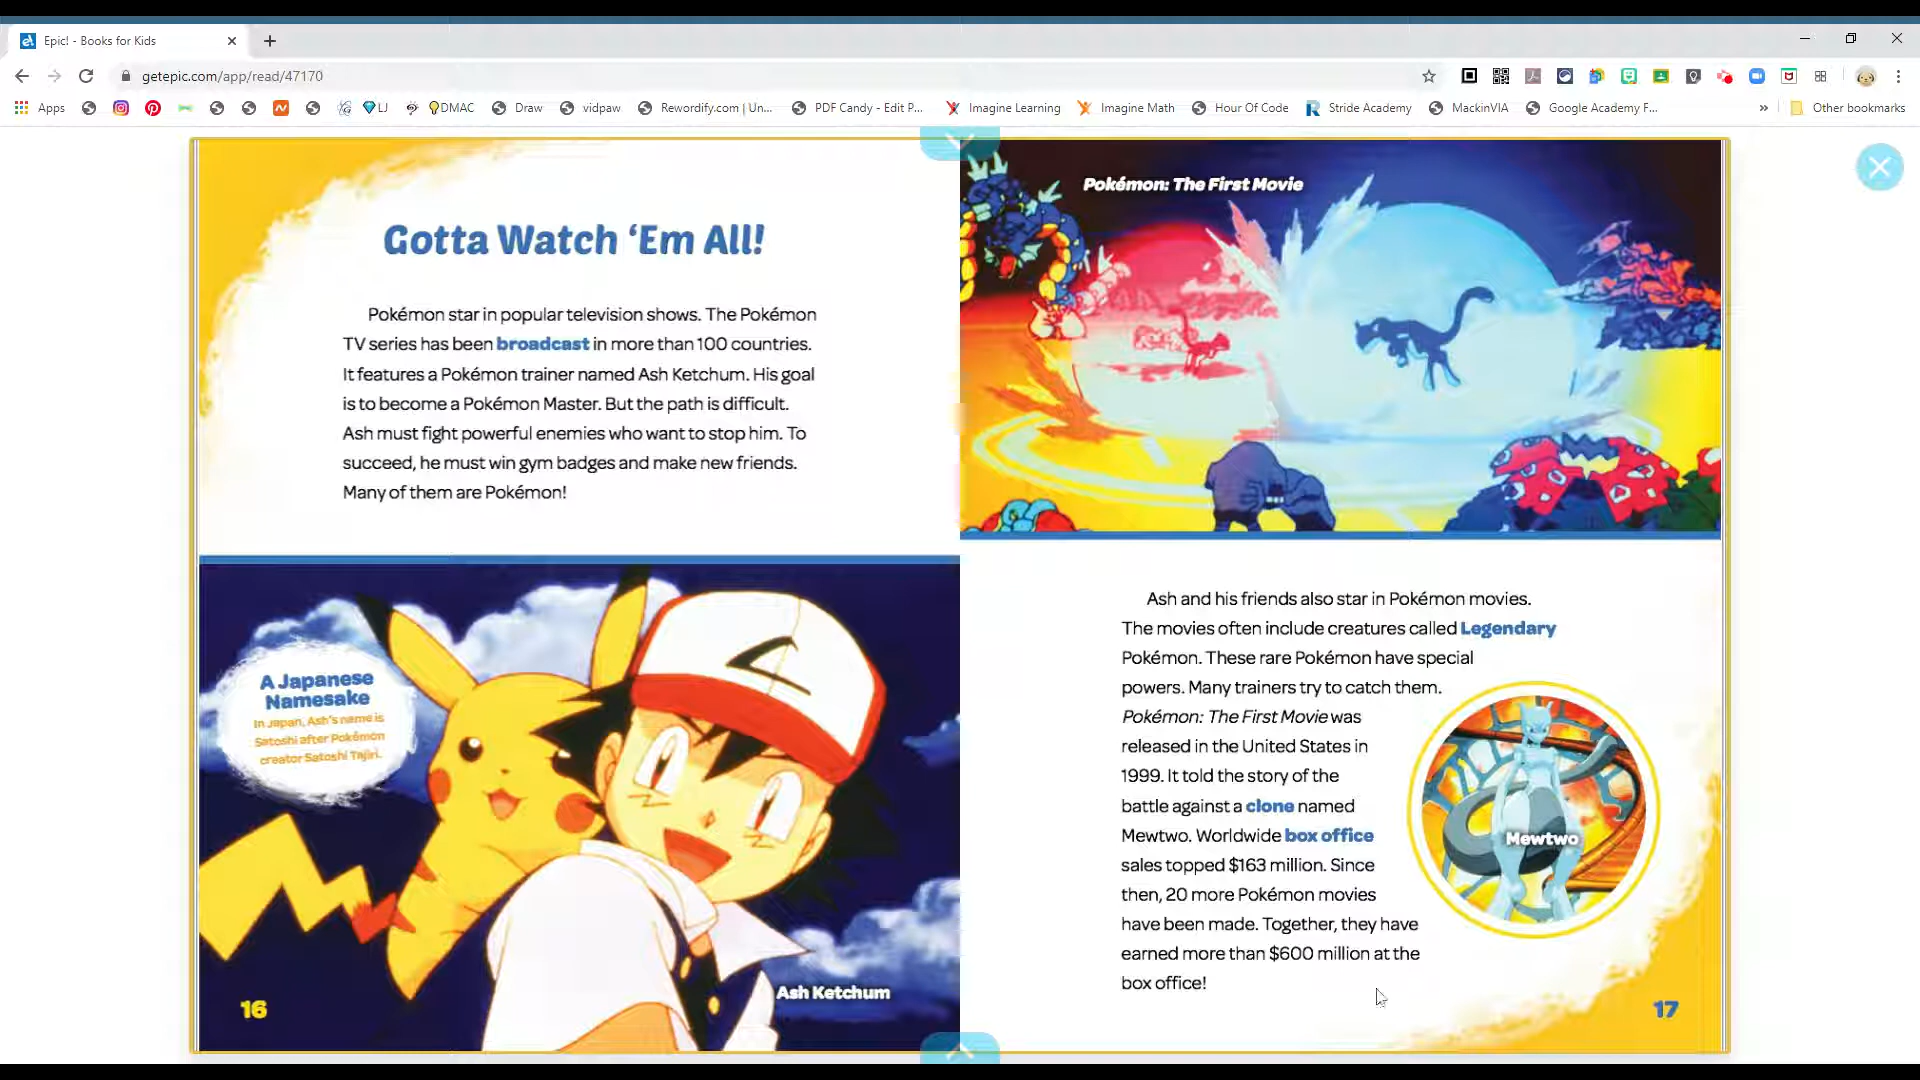 Epic! - Books for Kids
getepic.com/app/read/47170
Apps
LJ
DMAC
Draw
vidpaw
Rewordify.com | Un...
PDF Candy - Edit P...
Imagine Learning
Imagine Math
Hour Of Code
Stride Academy
MackinVIA
Google Academy F...
Other bookmarks
Gotta Watch ‘Em All!
Pokémon star in popular television shows. The Pokémon
TV series has been broadcast in more than 100 countries.
It features a Pokémon trainer named Ash Ketchum. His goal
is to become a Pokémon Master. But the path is difficult.
Ash must fight powerful enemies who want to stop him. To
succeed, he must win gym badges and make new friends.
Many of them are Pokémon!
A Japanese
Namesake
In Japan, Ash's name is
Satoshi after Pokémon
creator Satoshi Tajiri.
Ash Ketchum
16
Pokémon: The First Movie
Ash and his friends also star in Pokémon movies.
The movies often include creatures called Legendary
Pokémon. These rare Pokémon have special
powers. Many trainers try to catch them.
Pokémon: The First Movie was
released in the United States in
1999. It told the story of the
battle against a clone named
Mewtwo. Worldwide box office
sales topped $163 million. Since
then, 20 more Pokémon movies
have been made. Together, they have
earned more than $600 million at the
box office!
Mewtwo
17